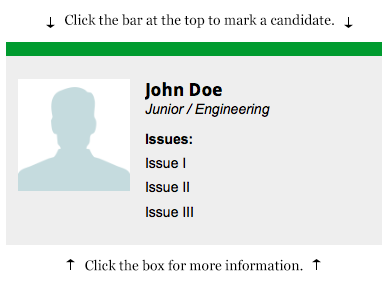 ↓ Click the bar at the top to mark a candidate. ↓
John Doe
Junior / Engineering
Issues:
Issue I
Issue II
Issue III
↑ Click the box for more information. ↑